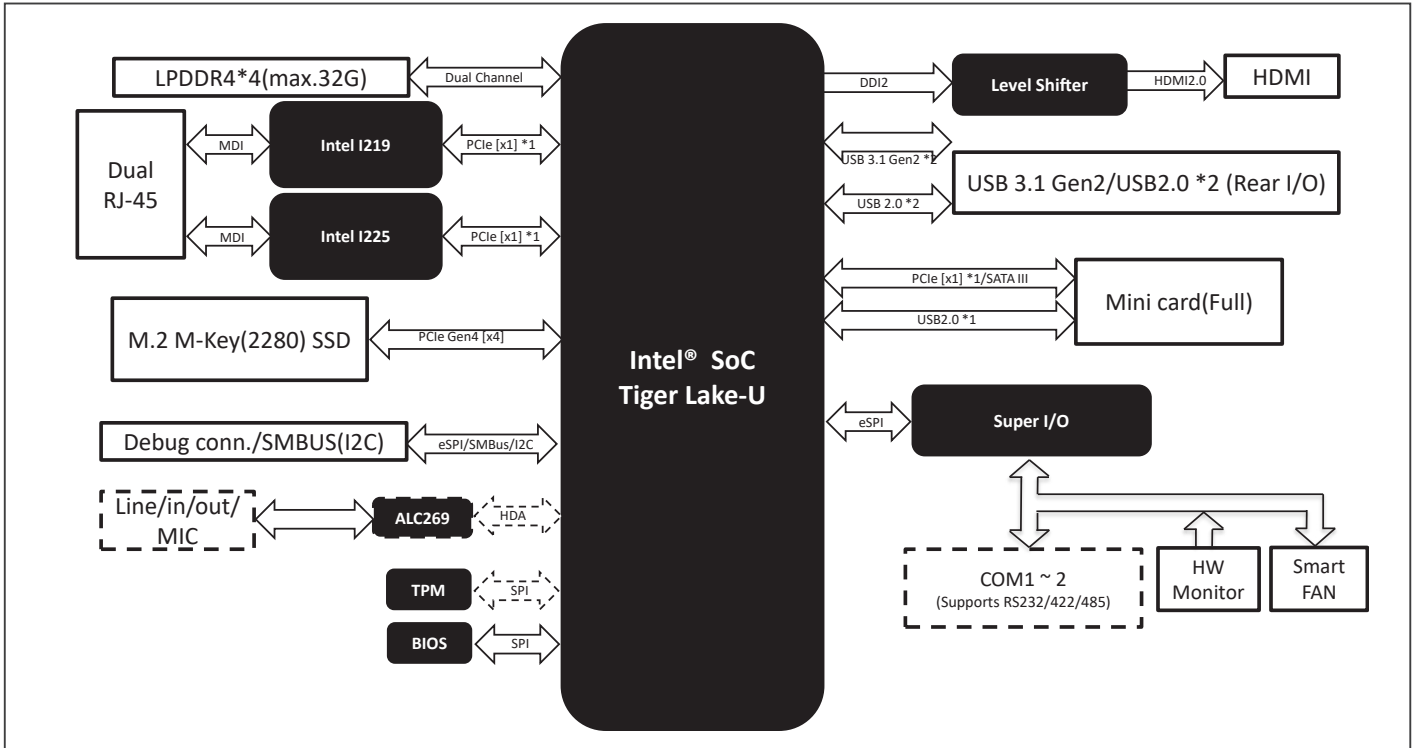 LPDDR4*4(max.32G)
Dual Channel
Dual
RJ-45
MDI
Intel I219
PCIe [x1] *1
MDI
Intel I225
PCIe [x1] *1
M.2 M-Key(2280) SSD
PCIe Gen4 [x4]
Debug conn./SMBUS(I2C)
eSPI/SMBus/I2C
Line/in/out/
MIC
ALC269
HDA
TPM
SPI
BIOS
SPI
Intel® SoC
Tiger Lake-U
DDI2
Level Shifter
HDMI2.0
HDMI
USB 3.1 Gen2 *2
USB 2.0 *2
USB 3.1 Gen2/USB2.0 *2 (Rear I/O)
PCIe [x1] *1/SATA III
USB2.0 *1
Mini card(Full)
eSPI
Super I/O
COM1 ~ 2
(Supports RS232/422/485)
HW
Monitor
Smart
FAN